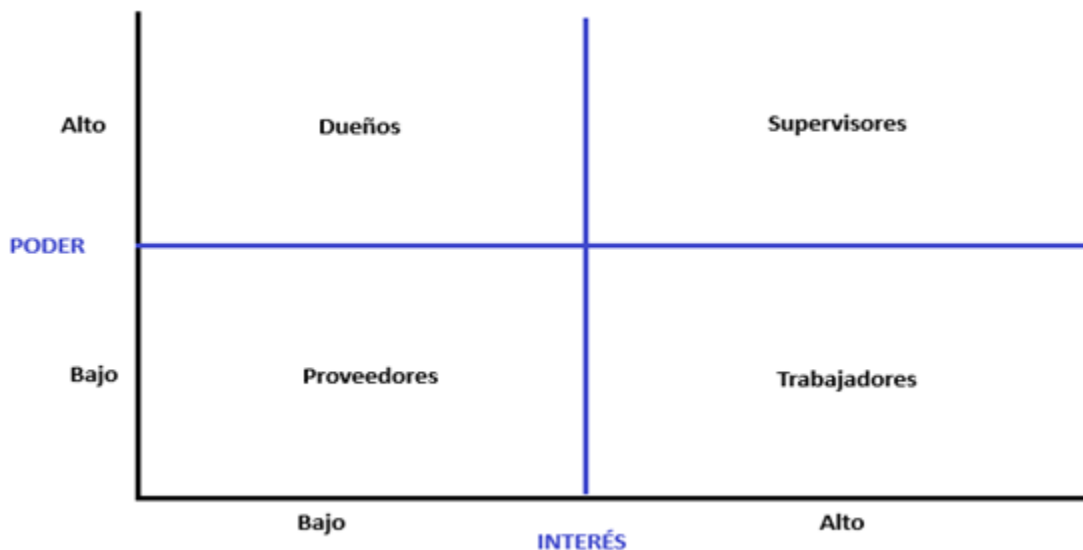 Alto
Dueños
Supervisores
PODER
Bajo
Proveedores
Trabajadores
Bajo
Alto
INTERÉS